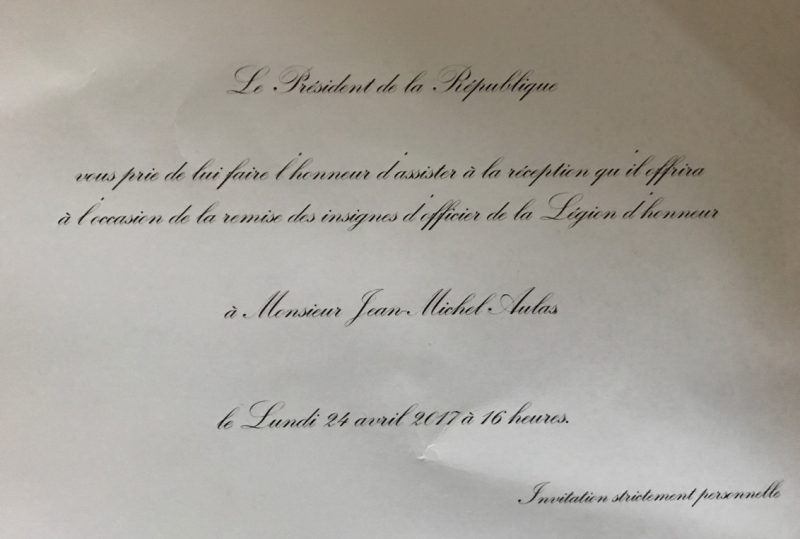 Le Président de la République
vous prie de lui faire l'honneur d'assister à la réception qu'il offrira
à l'occasion de la remise des insignes d'officier de la Légion d'honneur
à Monsieur Jean-Michel Aulas
le Lundi 24 avril 2017 à 16 heures.
Invitation strictement personnelle